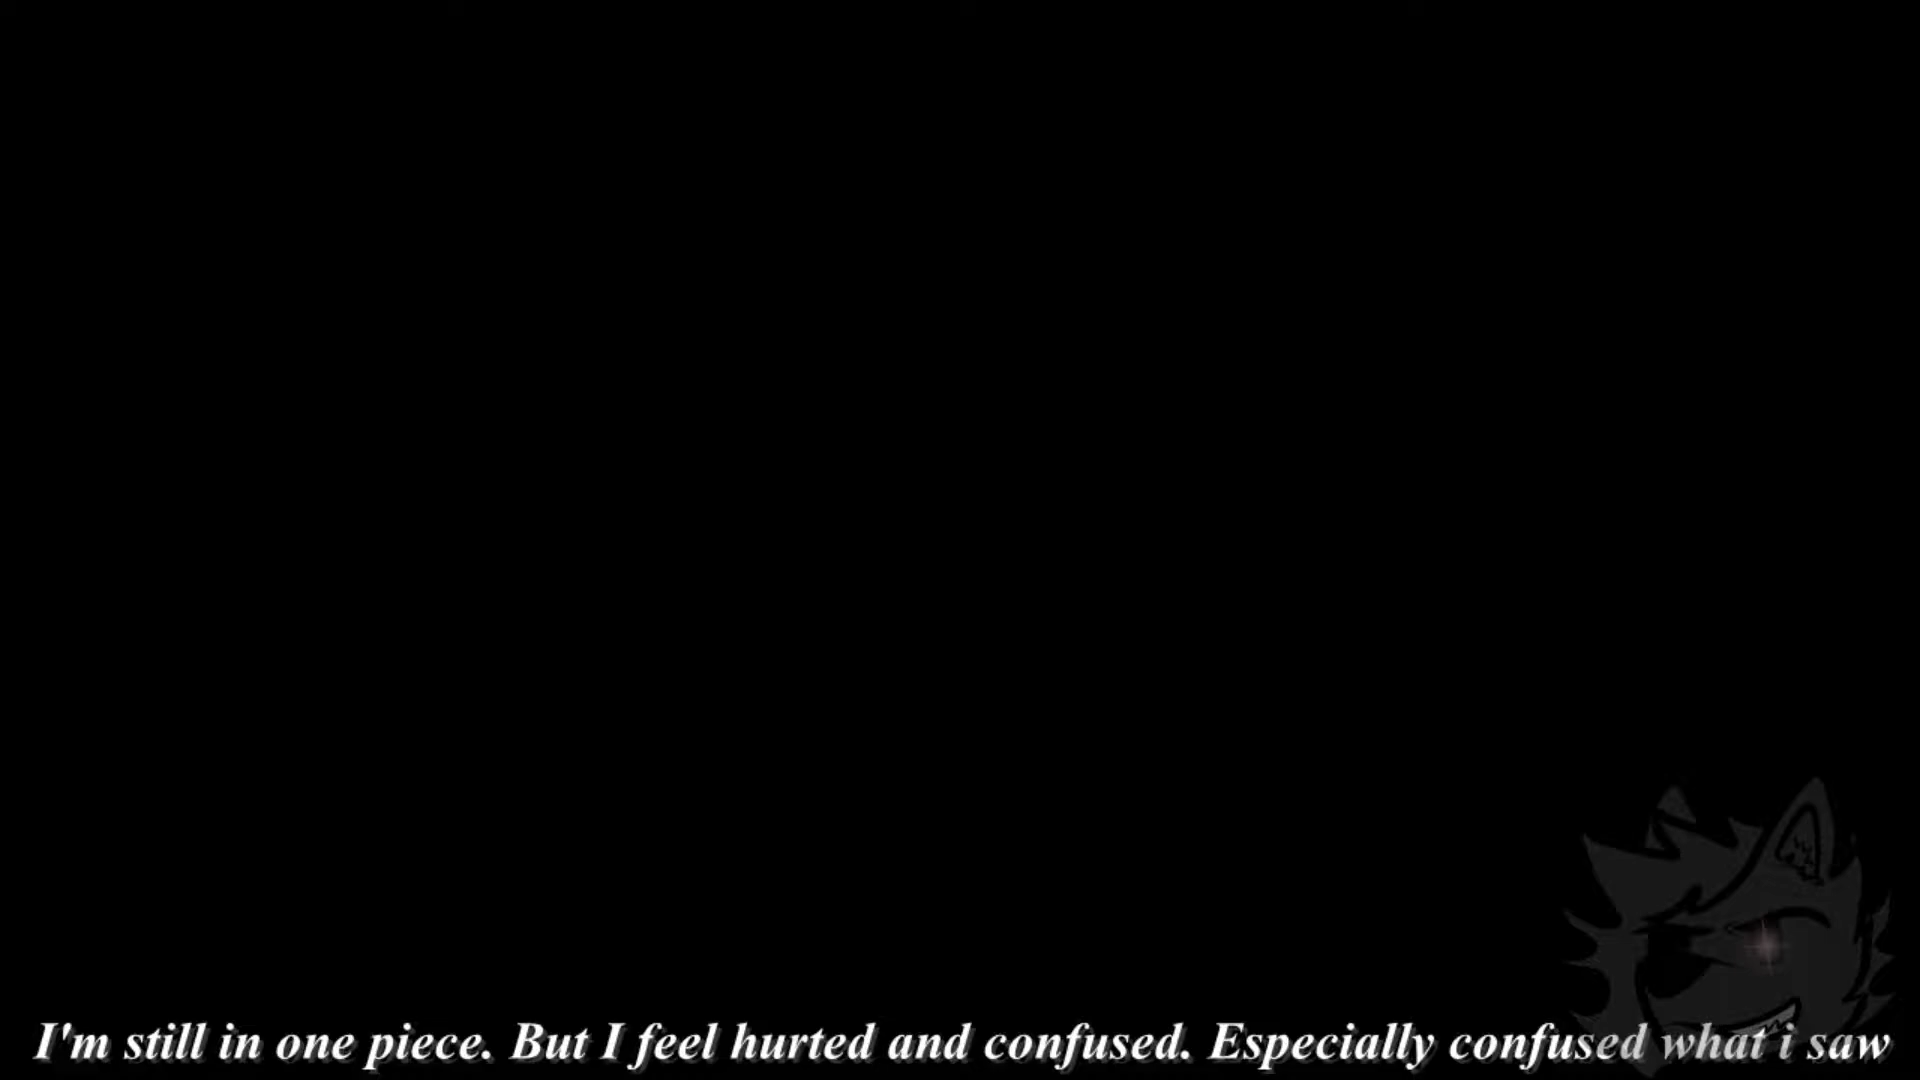 I'm still in one piece. But I feel hurted and confused. Especially confused what i saw